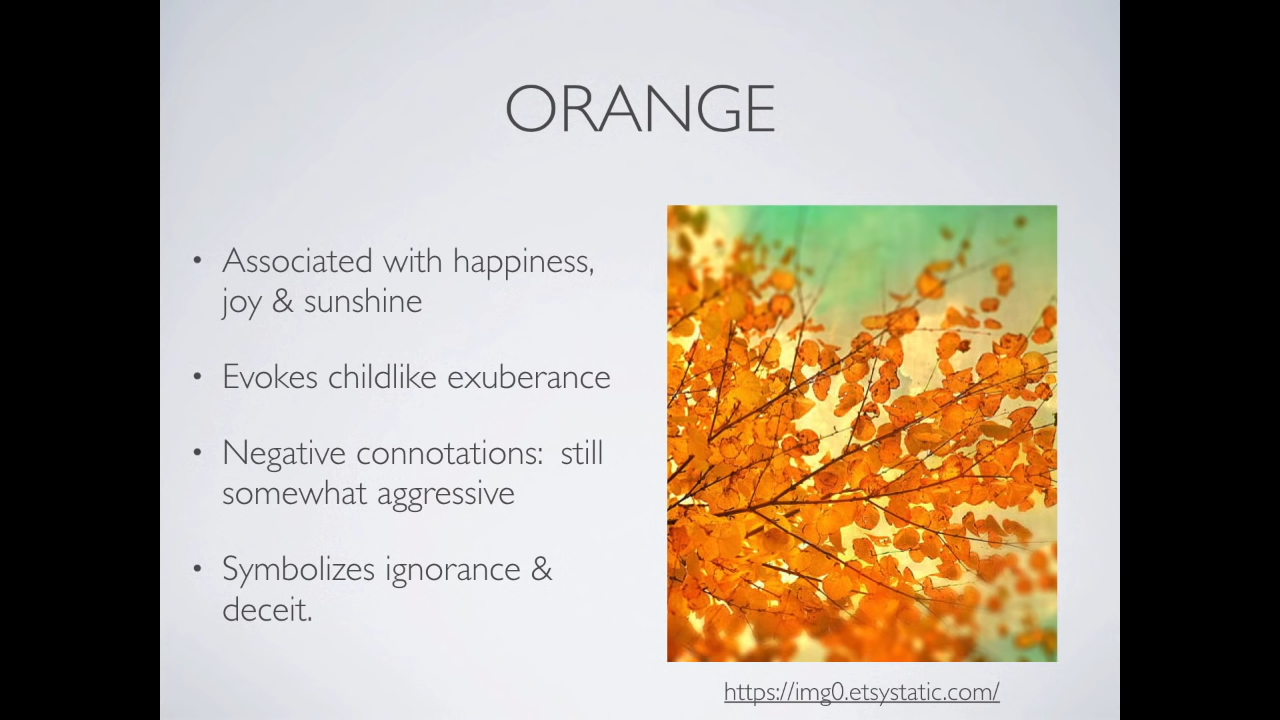 ORANGE
• Associated with happiness,
joy & sunshine
• Evokes childlike exuberance
• Negative connotations:  still
somewhat aggressive
• Symbolizes ignorance &
deceit.
https://img0.etsystatic.com/